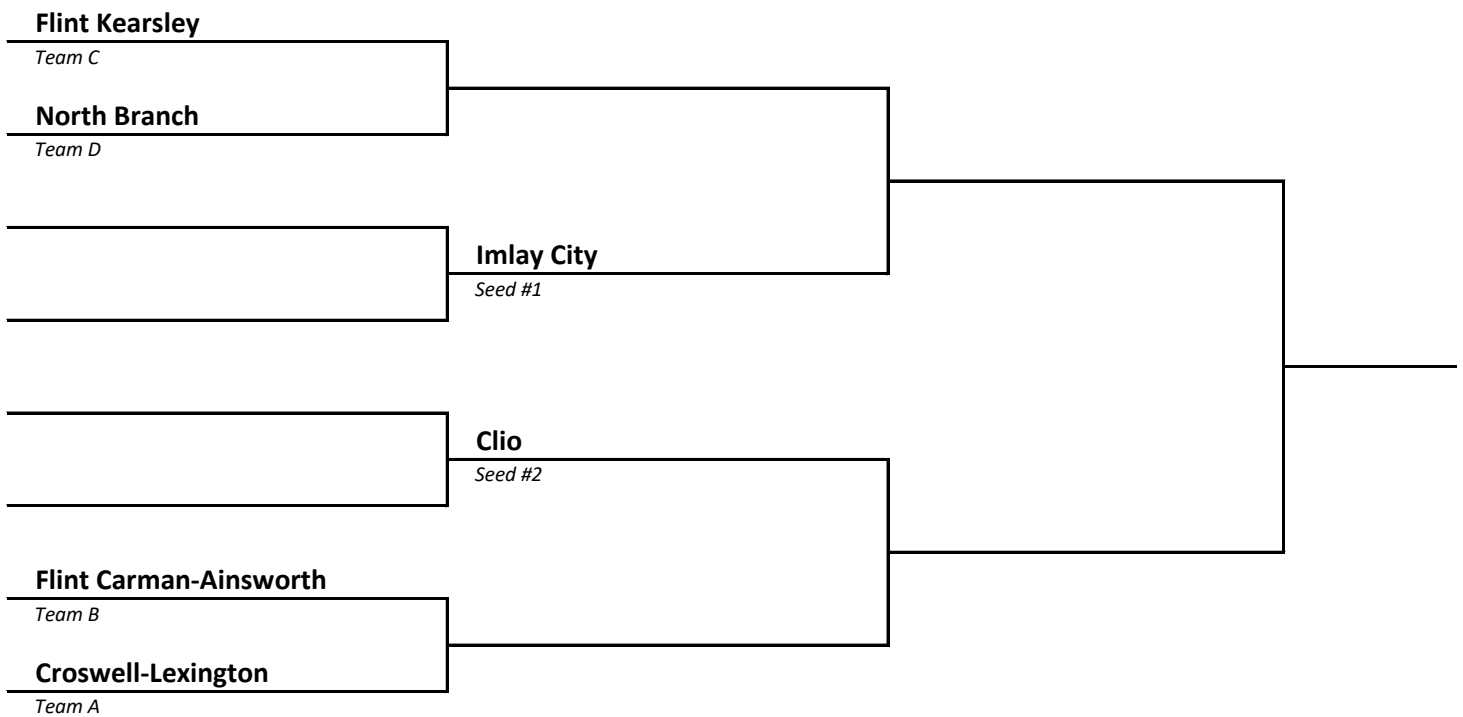 Flint Kearsley
Team C
North Branch
Team D
Imlay City
Seed #1
Clio
Seed #2
Flint Carman-Ainsworth
Team B
Croswell-Lexington
Team A